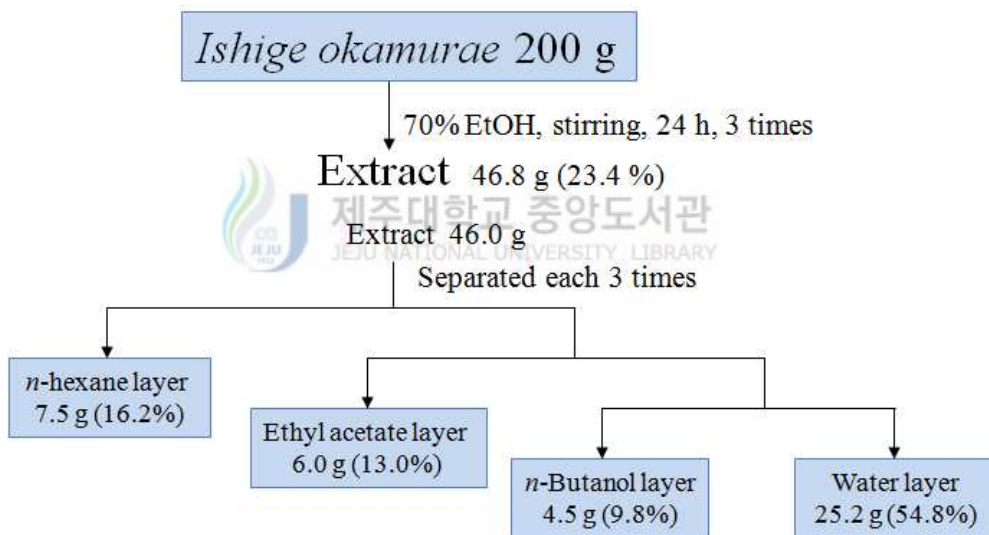 Ishige okamurae 200 g
70% EtOH, stirring, 24 h, 3 times
Extract 46.8 g (23.4 %)
제주대학교 중앙도서관
Extract 46.0 g
JEJU NATIONAL UNIVERSITY LIBRARY
JEJU
1952
Separated each 3 times
n-hexane layer
7.5 g (16.2%)
Ethyl acetate layer
6.0 g (13.0%)
n-Butanol layer
4.5 g (9.8%)
Water layer
25.2 g (54.8%)